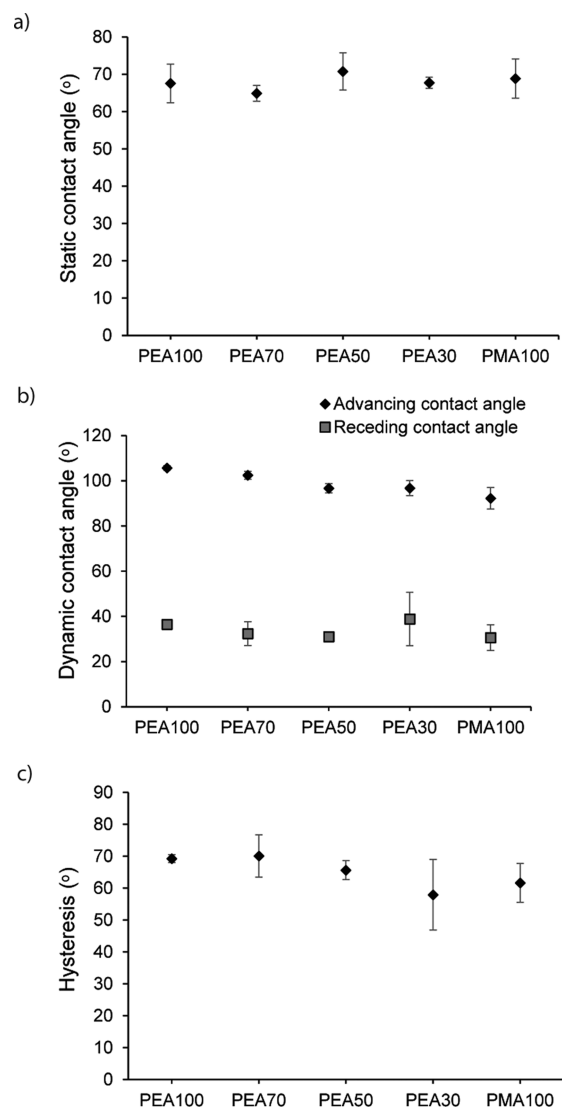 a)
Static contact angle (°)
80
70
60
50
40
30
20
10
0
PEA100 PEA70 PEA50 PEA30 PMA100
b)
Advancing contact angle
Receding contact angle
Dynamic contact angle (°)
120
100
80
60
40
20
0
PEA100 PEA70 PEA50 PEA30 PMA100
c)
Hysteresis (°)
90
80
70
60
50
40
30
20
10
0
PEA100 PEA70 PEA50 PEA30 PMA100